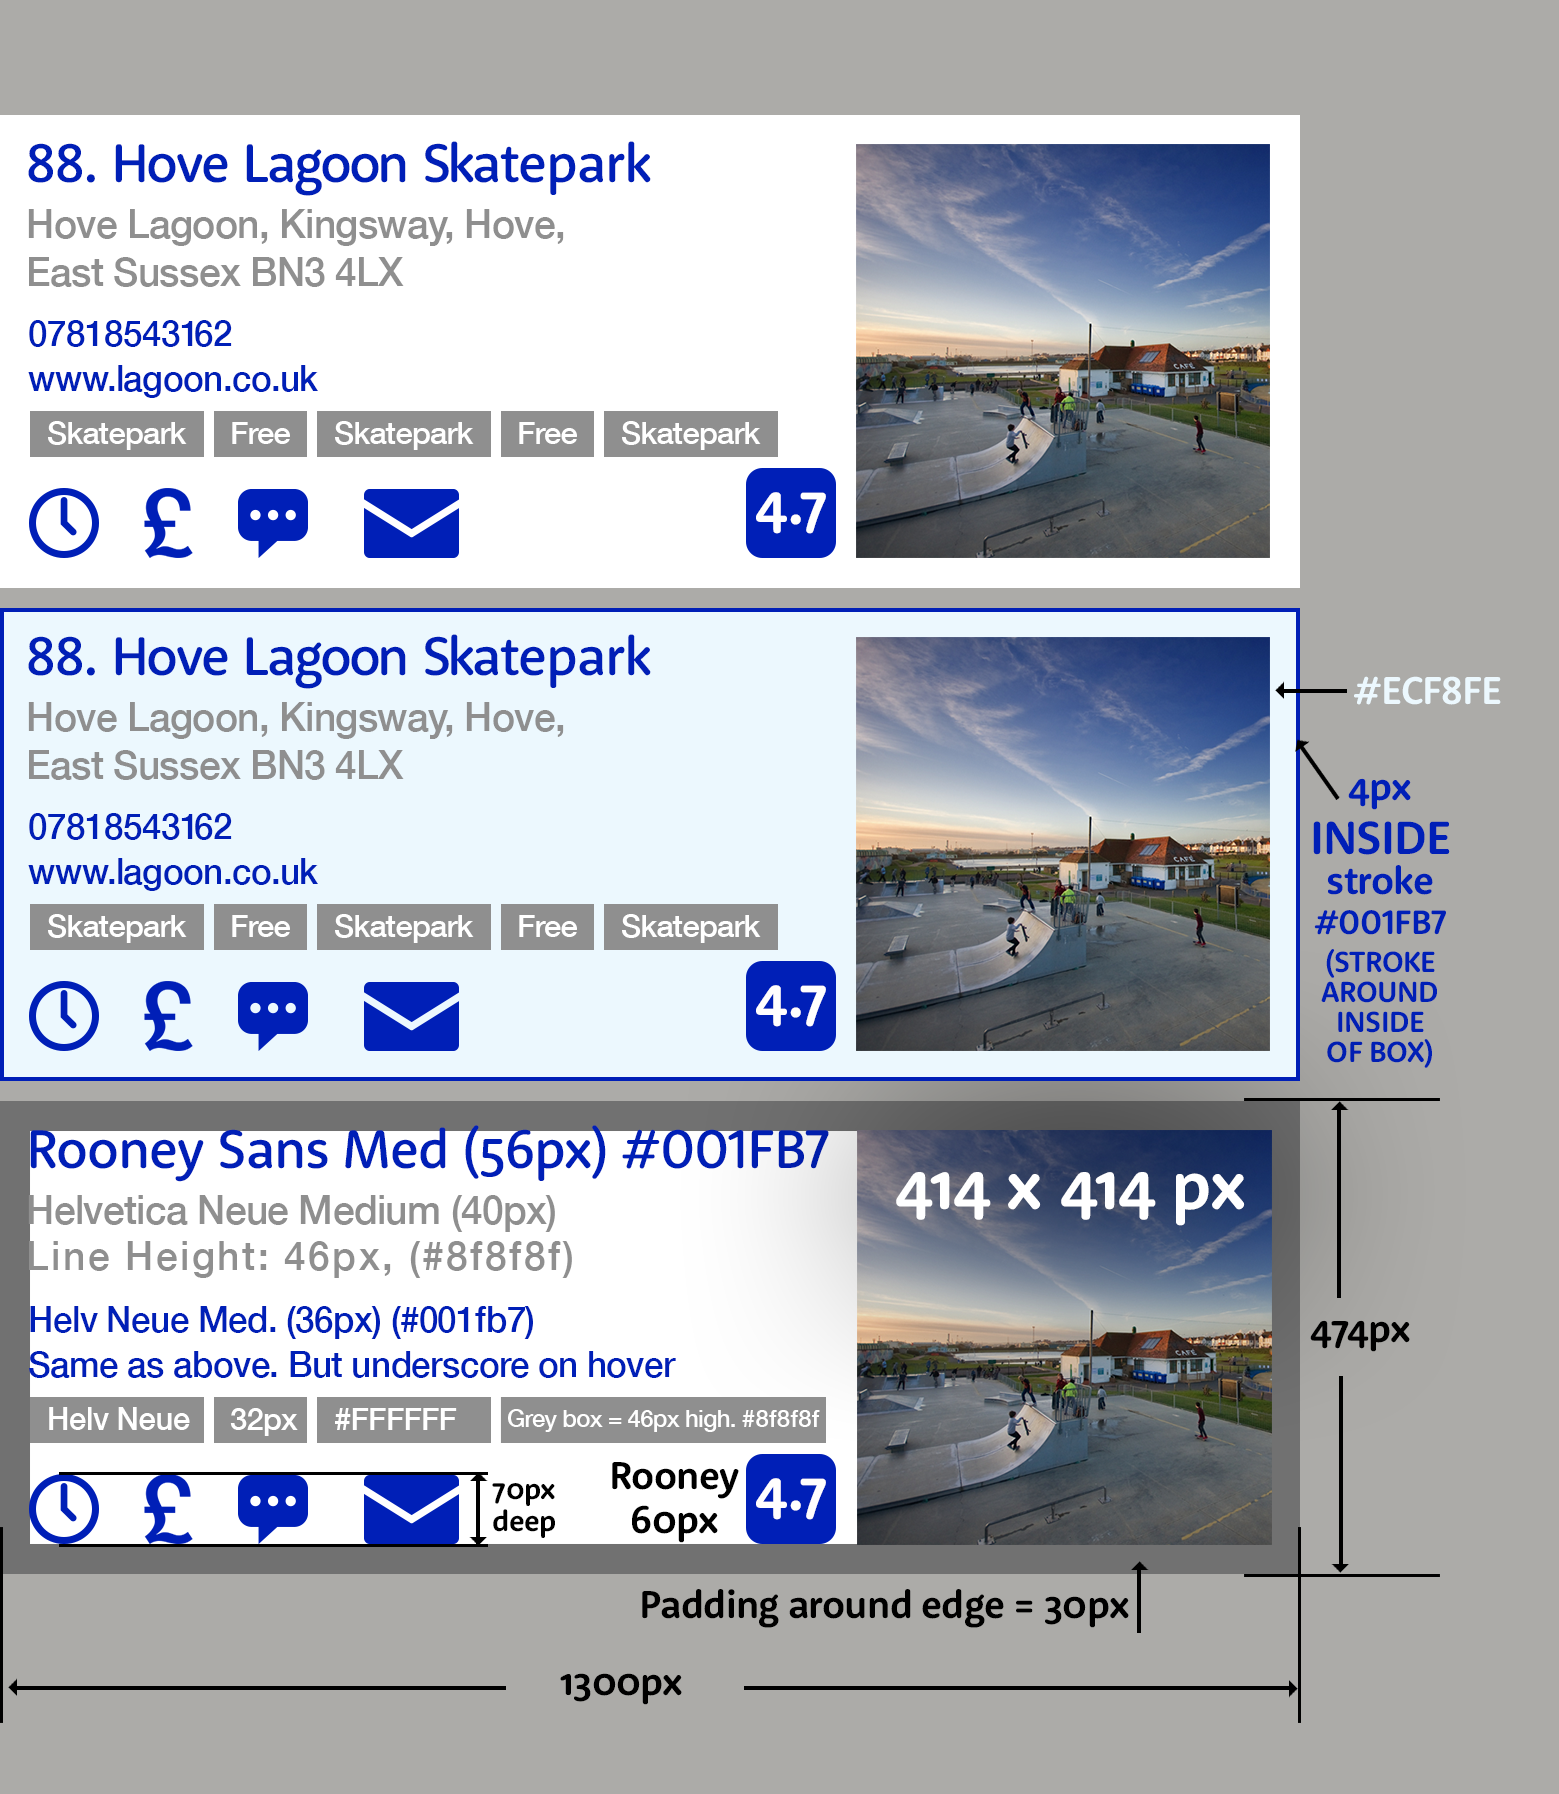 88. Hove Lagoon Skatepark
Hove Lagoon, Kingsway, Hove,
East Sussex BN3 4LX
07818543162
www.lagoon.co.uk
Skatepark Free Skatepark Free Skatepark
£
4.7
CAFE
88. Hove Lagoon Skatepark
Hove Lagoon, Kingsway, Hove,
East Sussex BN3 4LX
07818543162
www.lagoon.co.uk
Skatepark Free Skatepark Free Skatepark
£
4.7
CAFE
#ECF8FE
4px
INSIDE
stroke
#001FB7
(STROKE
AROUND
INSIDE
OF BOX)
Rooney Sans Med (56px) #001FB7
Helvetica Neue Medium (40px)
Line Height: 46px, (#8f8f8f)
Helv Neue Med. (36px) (#001fb7)
Same as above. But underscore on hover
Helv Neue 32px #FFFFFF Grey box = 46px high. #8f8f8f
£
70px
deep
Rooney
60px
4.7
414 x 414 px
CAFE
474px
Padding around edge = 30px
1300px